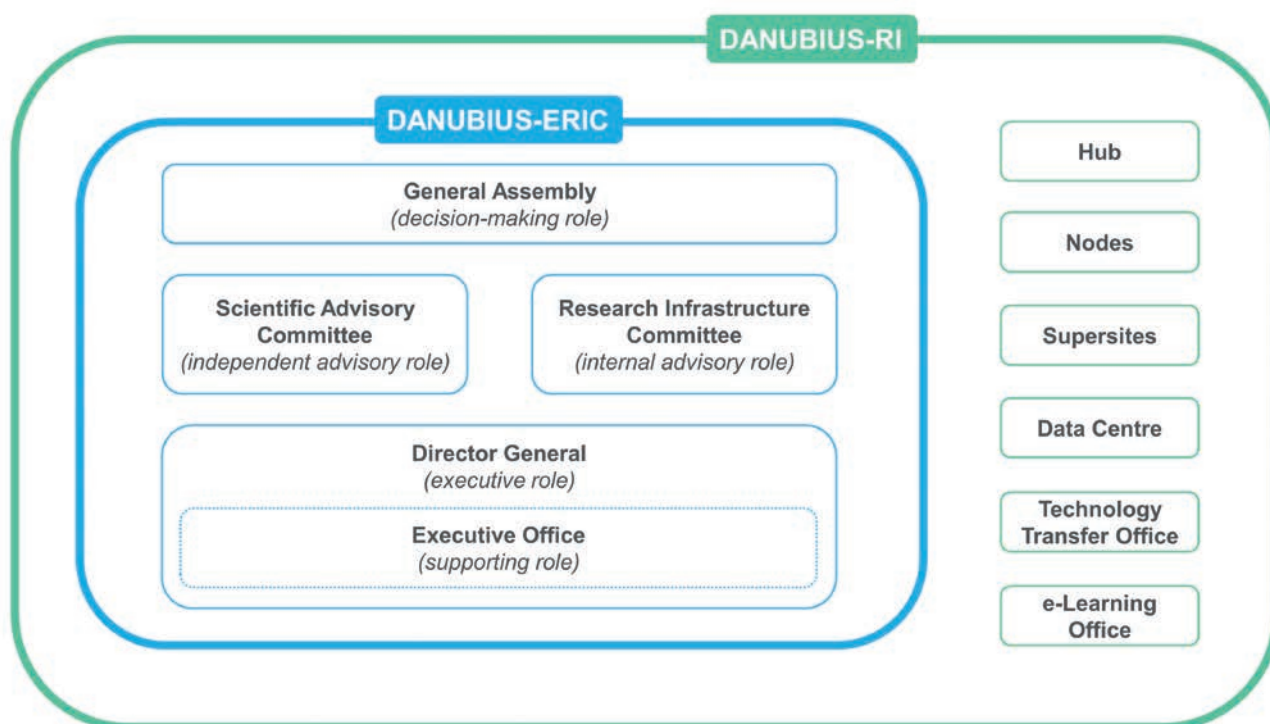 DANUBIUS-RI
DANUBIUS-ERIC
General Assembly
(decision-making role)
Scientific Advisory
Committee
(independent advisory role)
Research Infrastructure
Committee
(internal advisory role)
Director General
(executive role)
Executive Office
(supporting role)
Hub
Nodes
Supersites
Data Centre
Technology
Transfer Office
e-Learning
Office